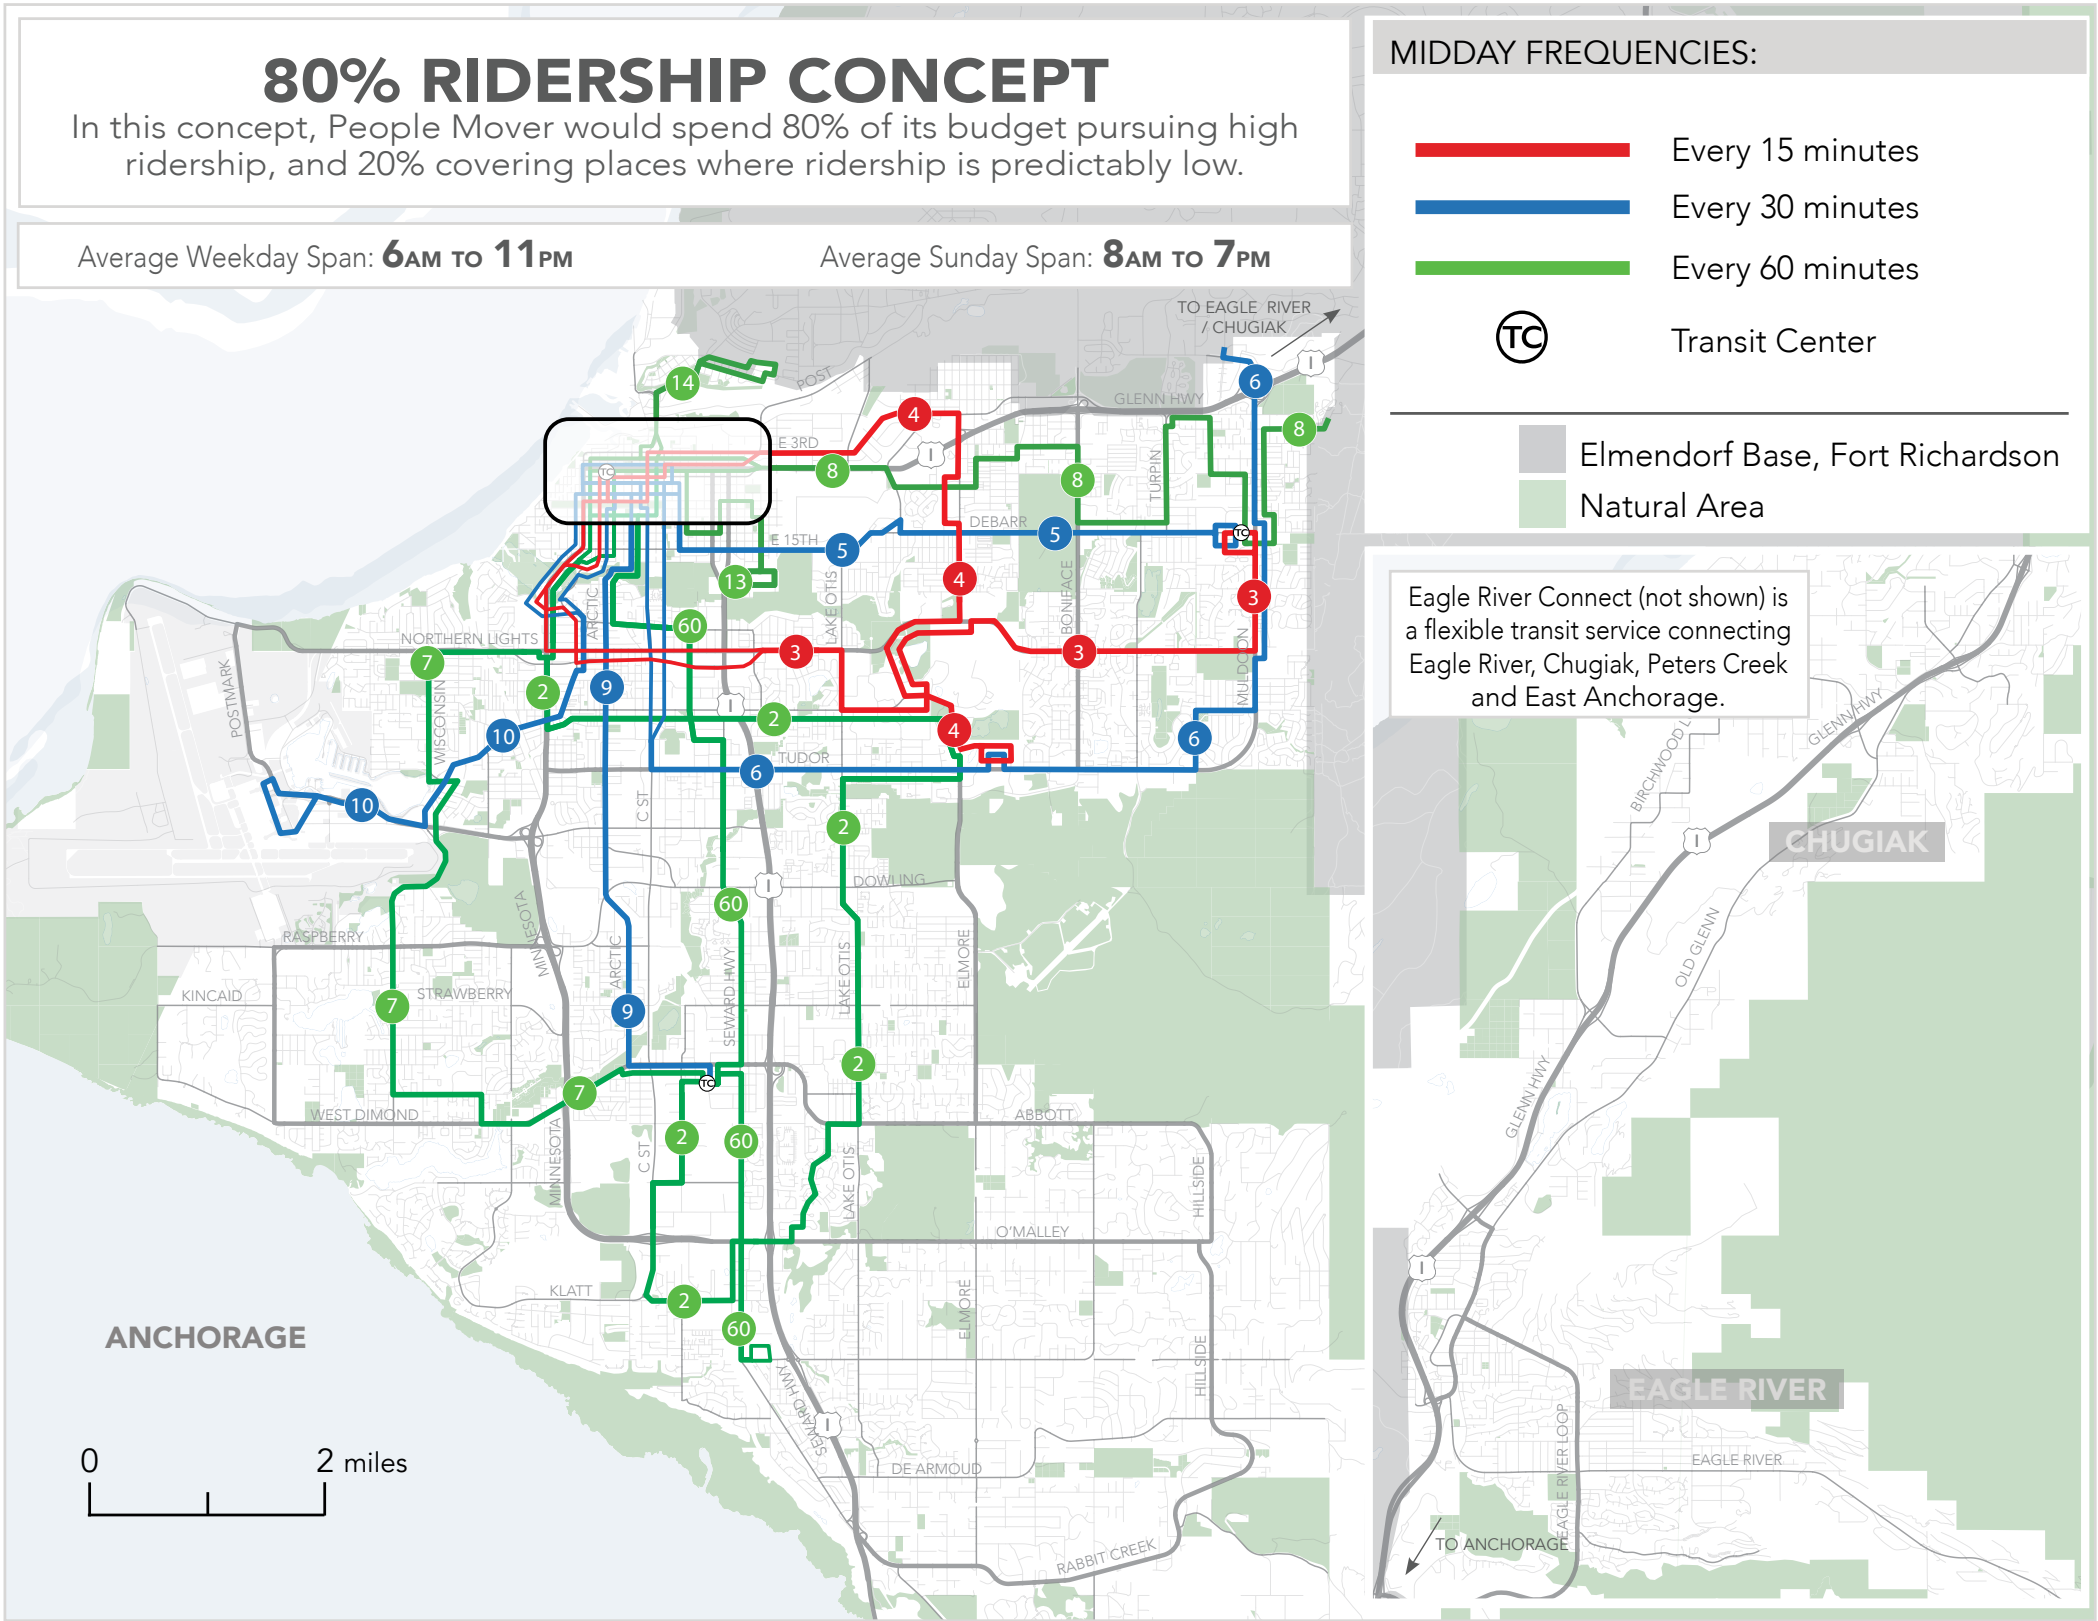 80% RIDERSHIP CONCEPT
In this concept, People Mover would spend 80% of its budget pursuing high
ridership, and 20% covering places where ridership is predictably low.
Average Weekday Span: 6AM TO 11PM
Average Sunday Span: 8AM TO 7PM
MIDDAY FREQUENCIES:
Every 15 minutes
Every 30 minutes
Every 60 minutes
TC
Transit Center
Elmendorf Base, Fort Richardson
Natural Area
TO EAGLE RIVER
/ CHUGIAK
I
6
14
POST
GLENN HWY
4
8
E 3RD
I
8
TC
8
TURPIN
DEBARR
5
TC
E 15TH
5
13
4
3
LAKE OTIS
BONIFACE
ARCTIC
60
NORTHERN LIGHTS
3
3
7
MULDOON
POSTMARK
WISCONSIN
2
9
I
2
10
4
6
TUDOR
6
10
C ST
2
I
DOWLING
60
MINNESOTA
RASPBERRY
MINNESOTA
ARCTIC
SEWARD HWY
LAKE OTIS
ELMORE
KINCAID
STRAWBERRY
7
9
2
TC
7
WEST DIMOND
ABBOTT
MINNESOTA
C ST
2
60
LAKE OTIS
HILLSIDE
O'MALLEY
KLATT
2
60
ELMORE
HILLSIDE
ANCHORAGE
SEWARD HWY
I
0
2 miles
DE ARMOUD
RABBIT CREEK
Eagle River Connect (not shown) is
a flexible transit service connecting
Eagle River, Chugiak, Peters Creek
and East Anchorage.
BIRCHWOOD L
GLENN HWY
I
CHUGIAK
OLD GLENN
GLENN HWY
I
EAGLE RIVER
EAGLE RIVER LOOP
EAGLE RIVER
TO ANCHORAGE